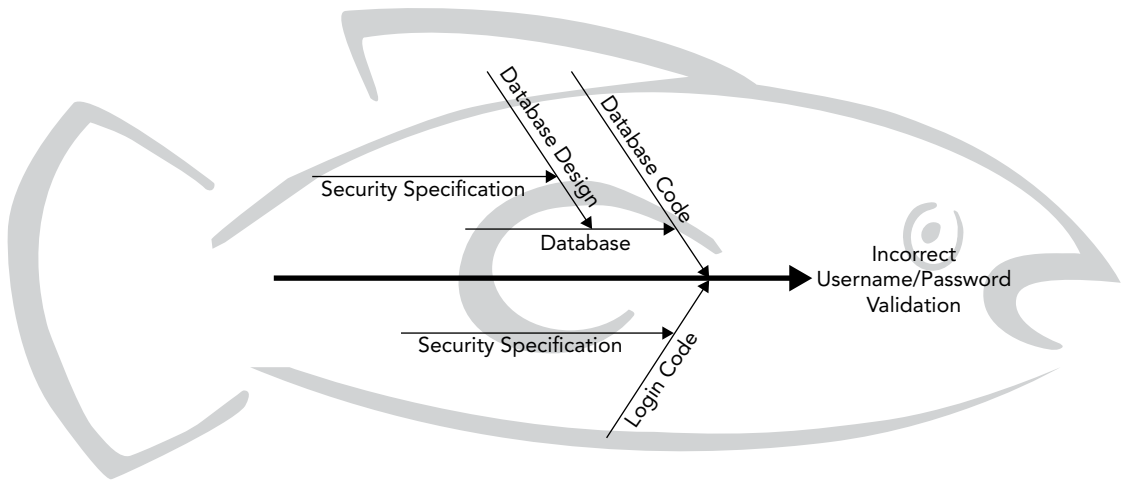 Database Design
Database Code
Security Specification
Database
Incorrect
Username/Password
Validation
Security Specification
Login Code